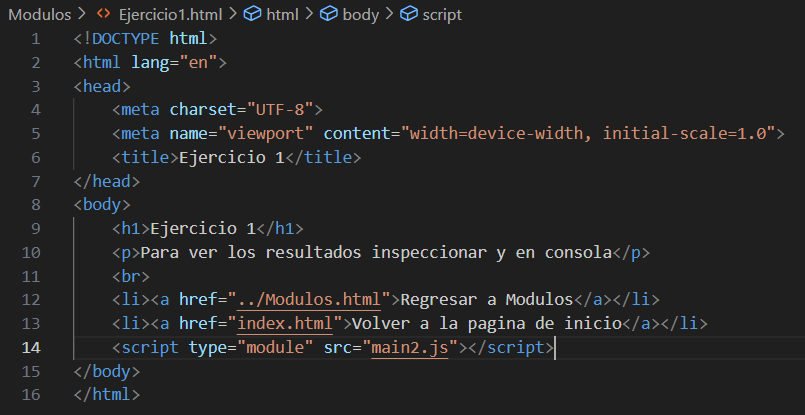 Modulos > Ejercicio1.html > html > body > script
1 <!DOCTYPE html>
2 <html lang="en">
3 <head>
4     <meta charset="UTF-8">
5     <meta name="viewport" content="width=device-width, initial-scale=1.0">
6     <title>Ejercicio 1</title>
7 </head>
8 <body>
9     <h1>Ejercicio 1</h1>
10     <p>Para ver los resultados inspeccionar y en consola</p>
11     <br>
12     <li><a href="../Modulos.html">Regresar a Modulos</a></li>
13     <li><a href="index.html">Volver a la pagina de inicio</a></li>
14     <script type="module" src="main2.js"></script>
15 </body>
16 </html>